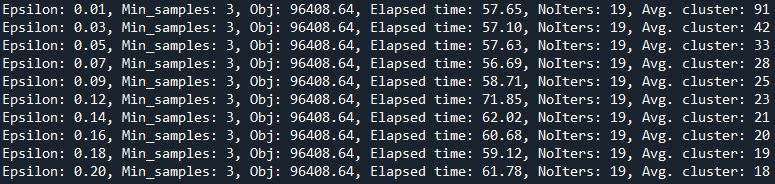 Epsilon: 0.01, Min_samples: 3, Obj: 96408.64, Elapsed time: 57.65, NoIters: 19, Avg. cluster: 91
Epsilon: 0.03, Min_samples: 3, Obj: 96408.64, Elapsed time: 57.10, NoIters: 19, Avg. cluster: 42
Epsilon: 0.05, Min_samples: 3, Obj: 96408.64, Elapsed time: 57.63, NoIters: 19, Avg. cluster: 33
Epsilon: 0.07, Min_samples: 3, Obj: 96408.64, Elapsed time: 56.69, NoIters: 19, Avg. cluster: 28
Epsilon: 0.09, Min_samples: 3, Obj: 96408.64, Elapsed time: 58.71, NoIters: 19, Avg. cluster: 25
Epsilon: 0.12, Min_samples: 3, Obj: 96408.64, Elapsed time: 71.85, NoIters: 19, Avg. cluster: 23
Epsilon: 0.14, Min_samples: 3, Obj: 96408.64, Elapsed time: 62.02, NoIters: 19, Avg. cluster: 21
Epsilon: 0.16, Min_samples: 3, Obj: 96408.64, Elapsed time: 60.68, NoIters: 19, Avg. cluster: 20
Epsilon: 0.18, Min_samples: 3, Obj: 96408.64, Elapsed time: 59.12, NoIters: 19, Avg. cluster: 19
Epsilon: 0.20, Min_samples: 3, Obj: 96408.64, Elapsed time: 61.78, NoIters: 19, Avg. cluster: 18